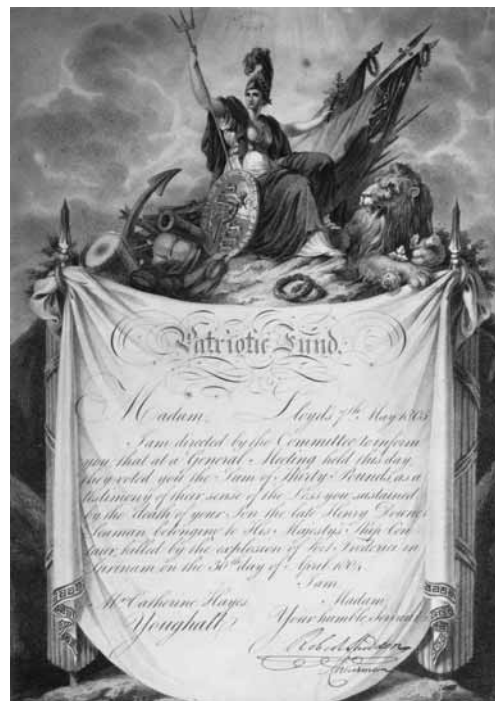 Patriotic Fund.
Madam, Lloyds 7th May 1805
I am directed by the Committee to inform
you that at a General Meeting held this day
they voted you the Sum of Thirty Pounds as a
testimony of their sense of the Loss you sustained
by the death of your Son the late Henry
Seaman belonging to His Majesty's Ship Cen-
taur, killed by the explosion of Fort Frederici in
Surinam on the 30th day of April 1804.
I am,
Mrs Catherine Hayes Madam
Youghall Your humble Servant
Chairman